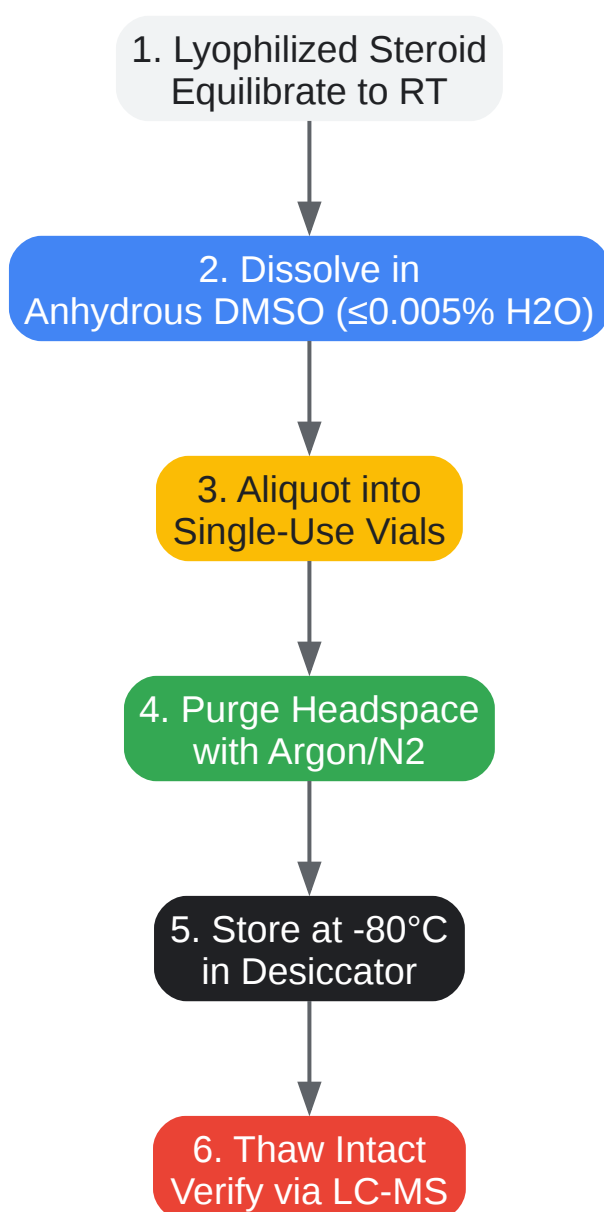 1. Lyophilized Steroid
Equilibrate to RT
2. Dissolve in
Anhydrous DMSO (≤0.005% H2O)
3. Aliquot into
Single-Use Vials
4. Purge Headspace
with Argon/N2
5. Store at -80°C
in Desiccator
6. Thaw Intact
Verify via LC-MS